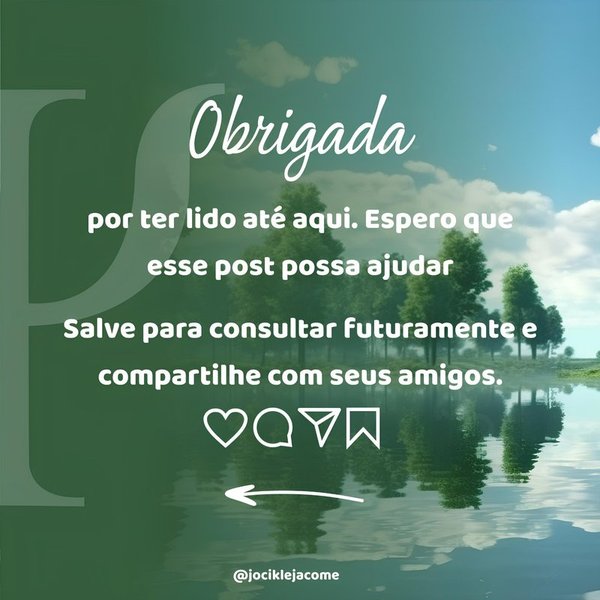 Obrigada
por ter lido até aqui. Espero que
esse post possa ajudar
Salve para consultar futuramente e
compartilhe com seus amigos.
@jociklejacome